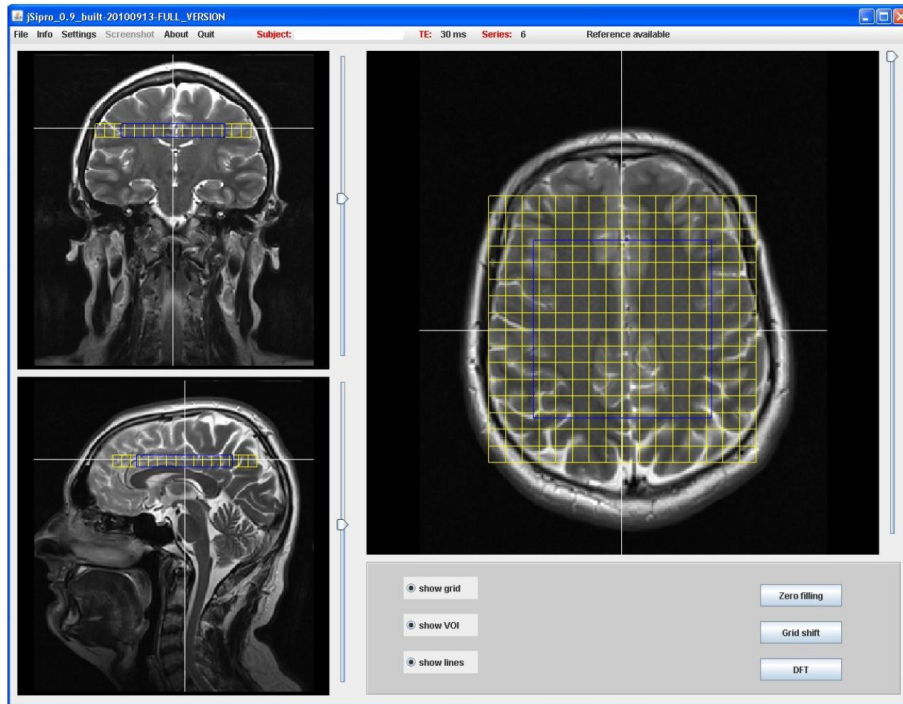 jSipro_0.9_built-20100913-FULL_VERSION
File Info Settings Screenshot About Quit Subject: TE: 30 ms Series: 6 Reference available
show grid
show VOI
show lines
Zero filling
Grid shift
DFT